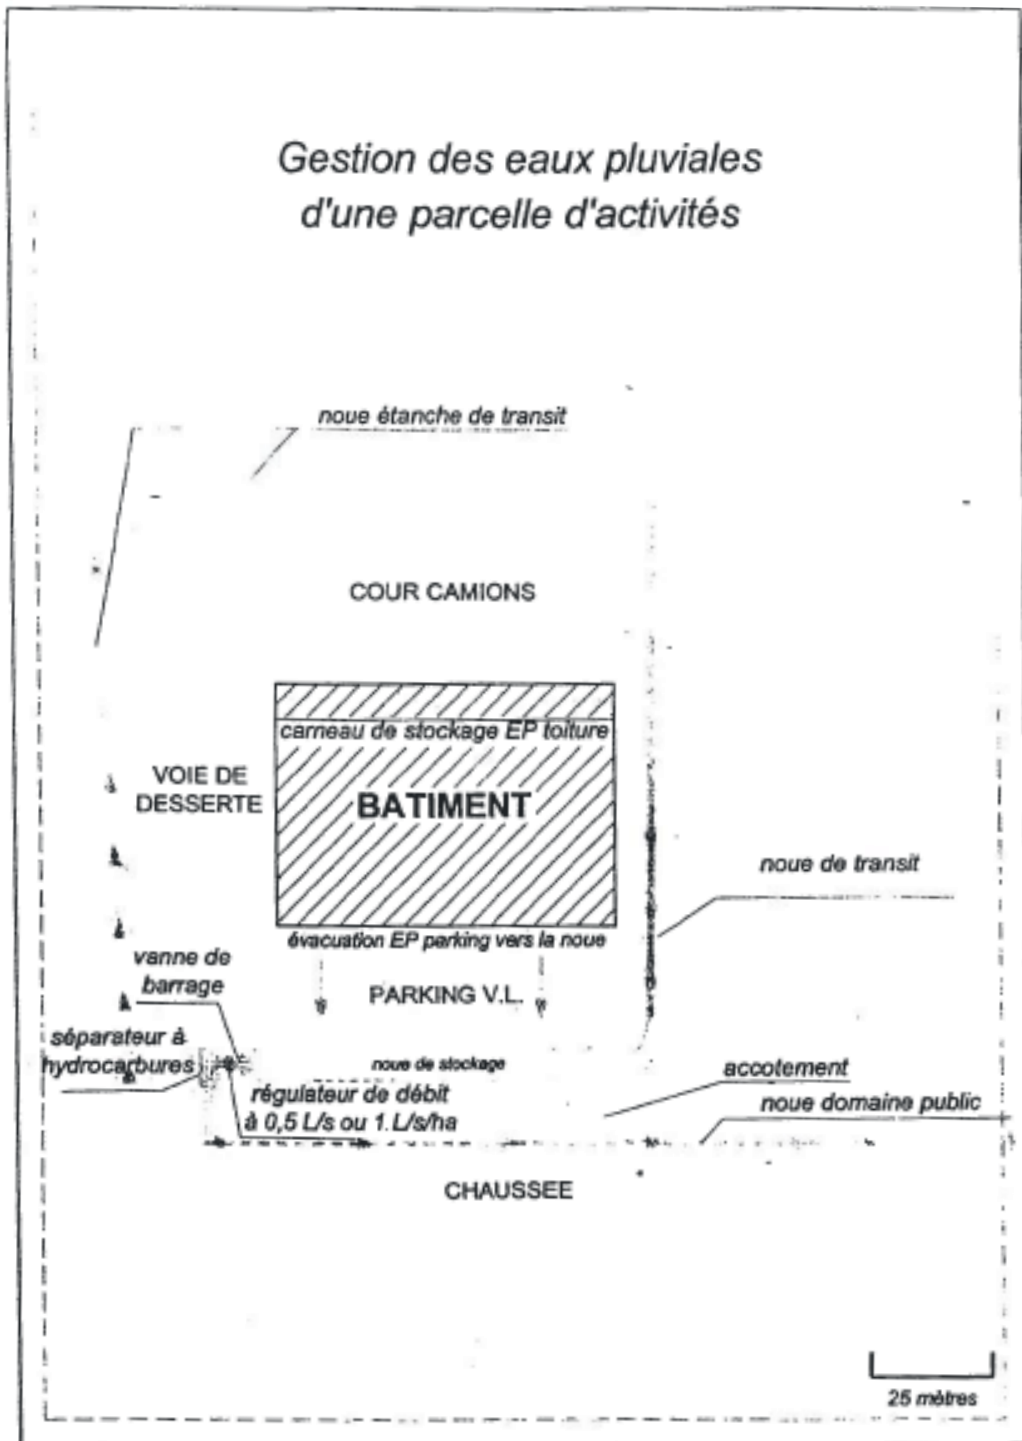 Gestion des eaux pluviales
d'une parcelle d'activités
noue étanche de transit
COUR CAMIONS
carneau de stockage EP toiture
VOIE DE
DESSERTE
BATIMENT
noue de transit
évacuation EP parking vers la noue
vanne de
barrage
PARKING V.L.
séparateur à
hydrocarbures
noue de stockage
accotement
régulateur de débit
à 0,5 L/s ou 1 L/s/ha
noue domaine public
CHAUSSEE
25 mètres